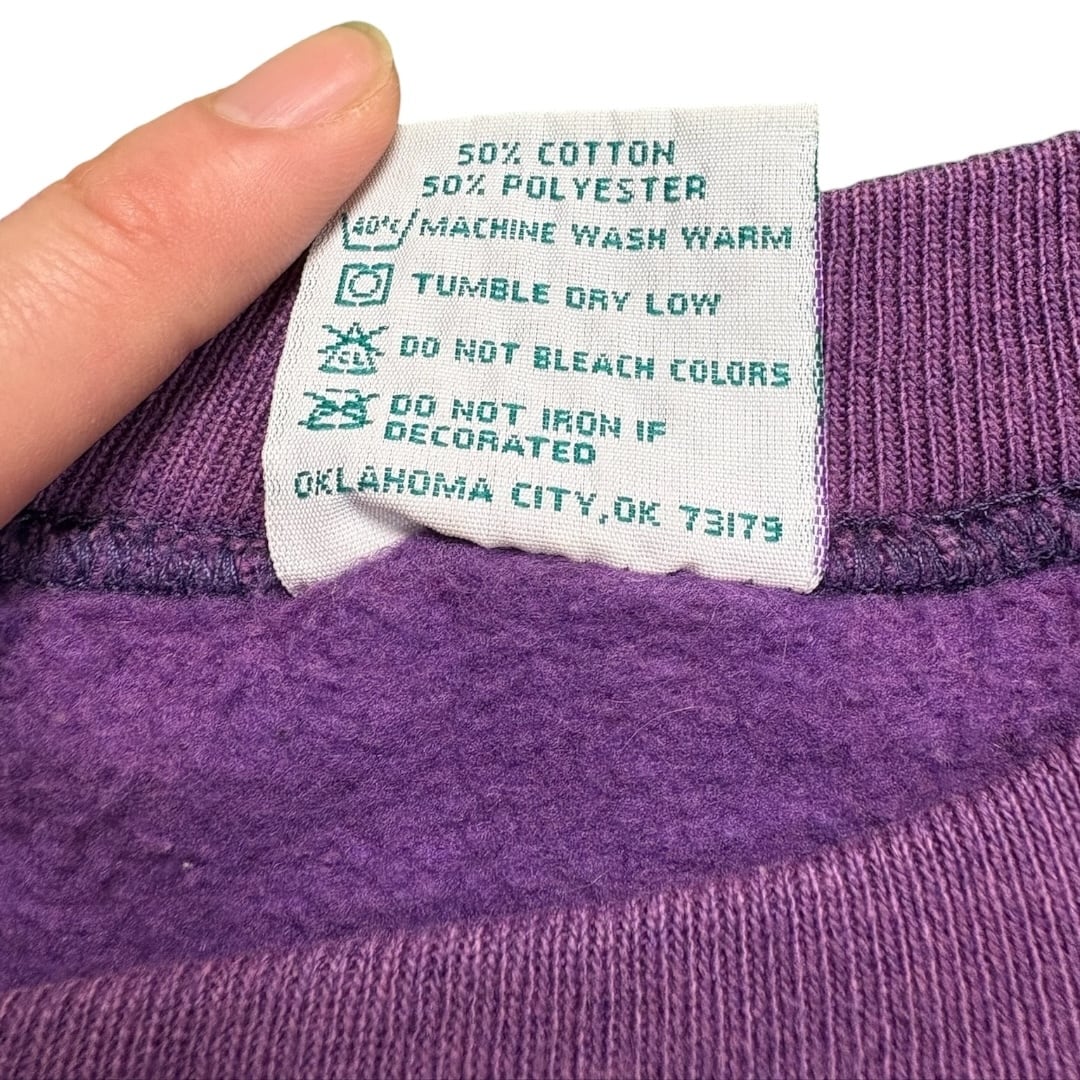 50% COTTON
50% POLYESTER
40°C MACHINE WASH WARM
TUMBLE DRY LOW
DO NOT BLEACH COLORS
DO NOT IRON IF
DECORATED
OKLAHOMA CITY, OK 73179